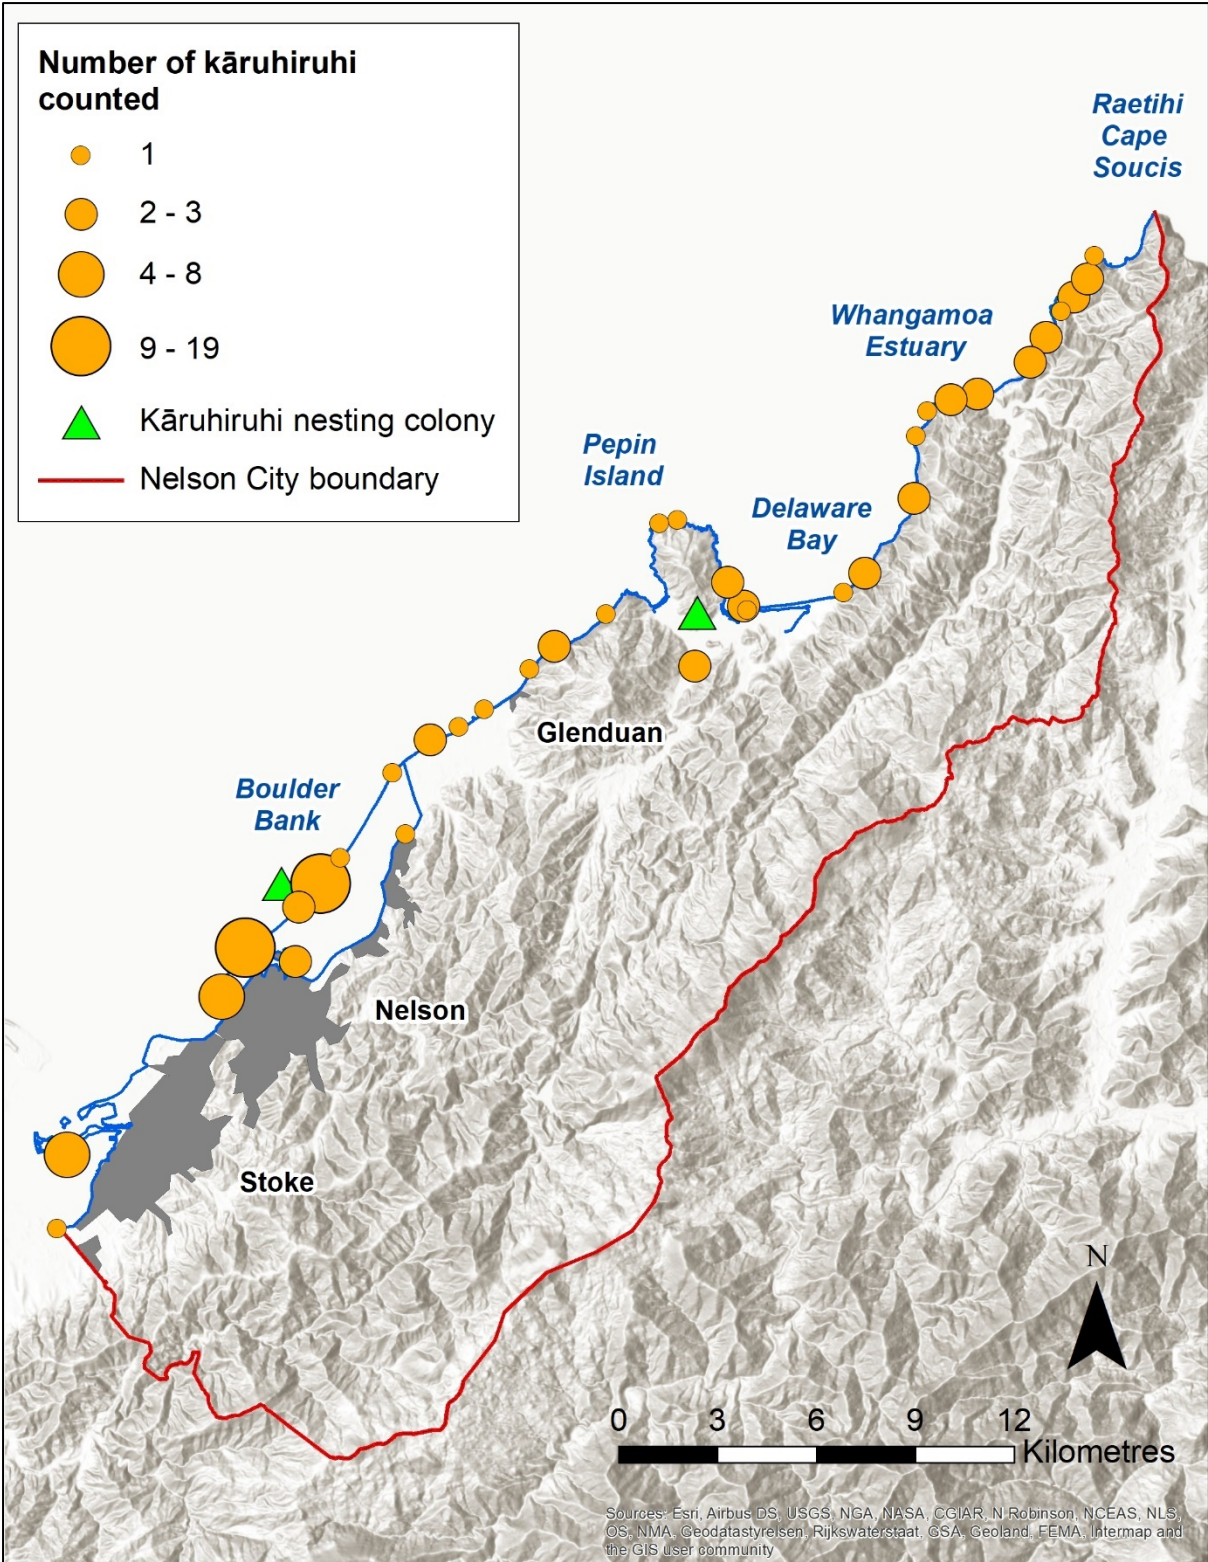 Number of kāruhiruhi
counted
1
2 - 3
4 - 8
9 - 19
Kāruhiruhi nesting colony
Nelson City boundary
Raetihi
Cape
Soucis
Whangamoa
Estuary
Pepin
Island
Delaware
Bay
Glenduan
Boulder
Bank
Nelson
Stoke
N
0 3 6 9 12
Kilometres
Sources: Esri, Airbus DS, USGS, NGA, NASA, CGIAR, N Robinson, NCEAS, NLS,
OS, NMA, Geodatastyrelsen, Rijkswaterstaat, GSA, Geoland, FEMA, Intermap and
the GIS user community